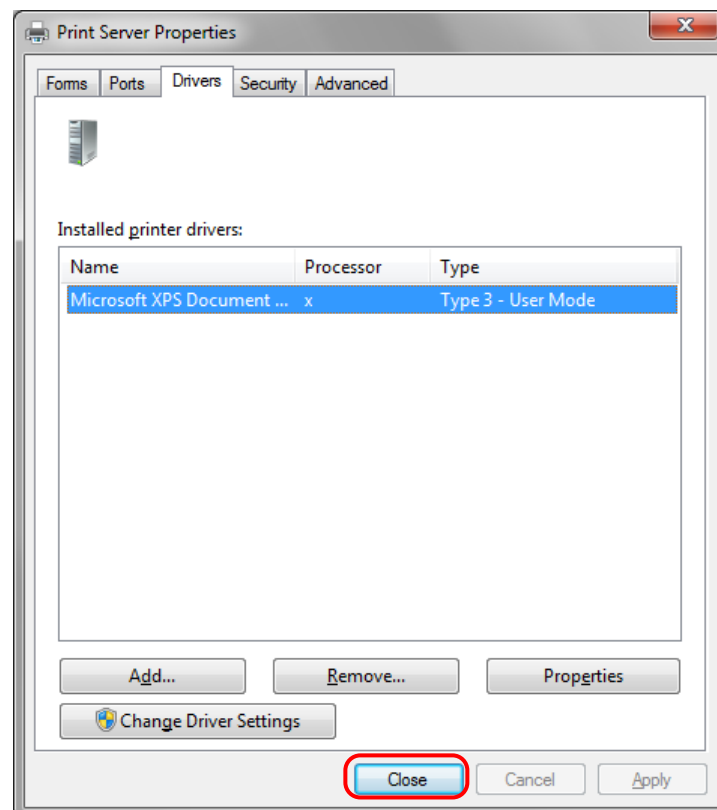 Print Server Properties
Forms Ports Drivers Security Advanced
Installed printer drivers:
Name Processor Type
Microsoft XPS Document ... x Type 3 - User Mode
Add... Remove... Properties
Change Driver Settings
Close Cancel Apply